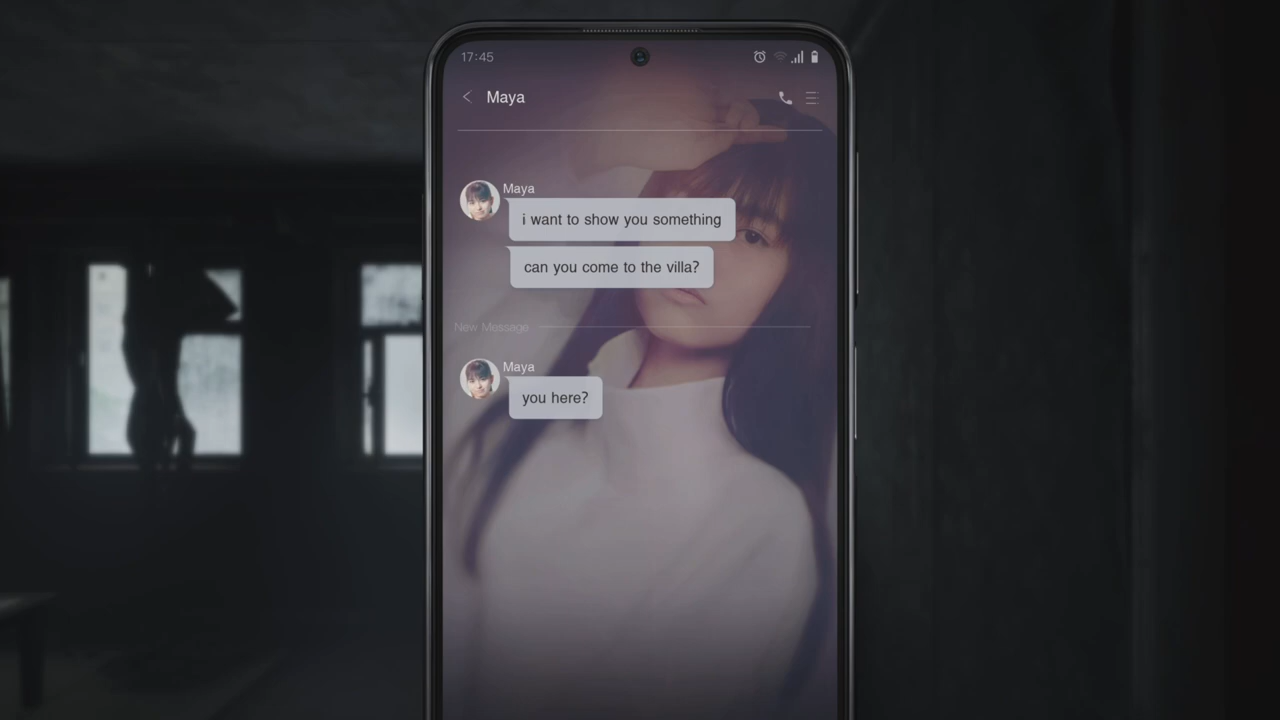 17:45
Maya
Maya
i want to show you something
can you come to the villa?
New Message
Maya
you here?